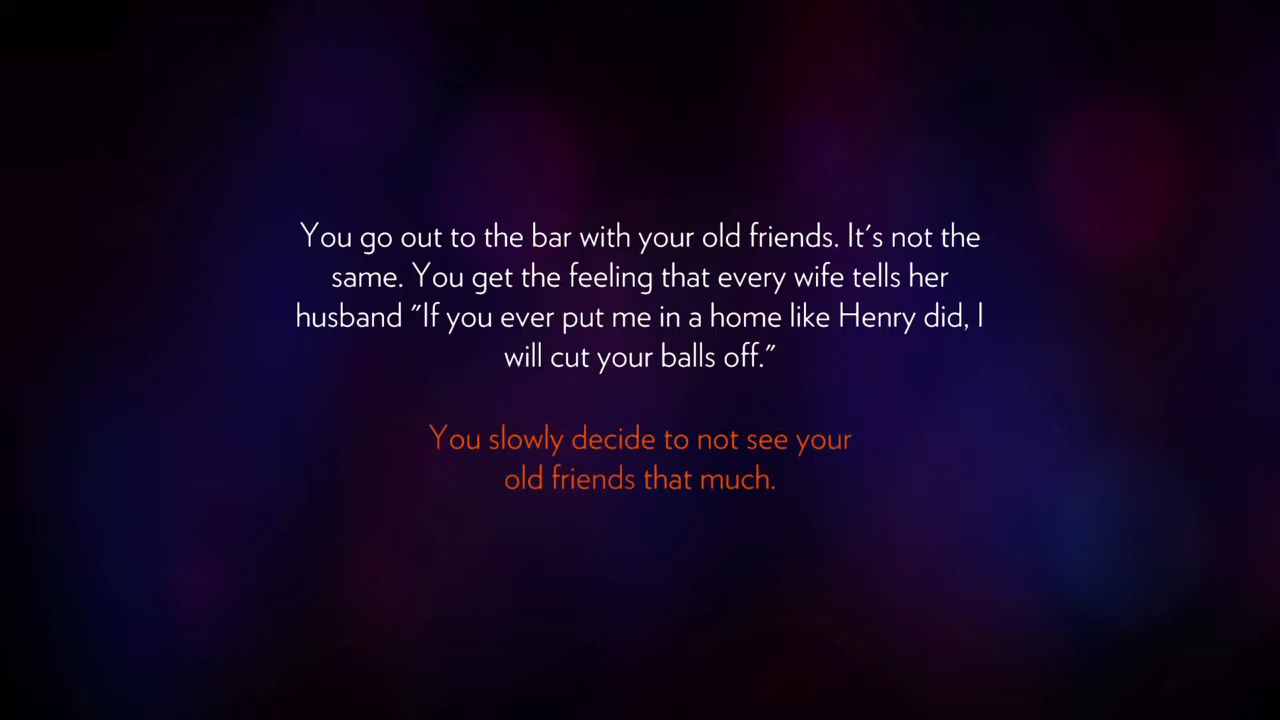 You go out to the bar with your old friends. It's not the
same. You get the feeling that every wife tells her
husband "If you ever put me in a home like Henry did, I
will cut your balls off."
You slowly decide to not see your
old friends that much.